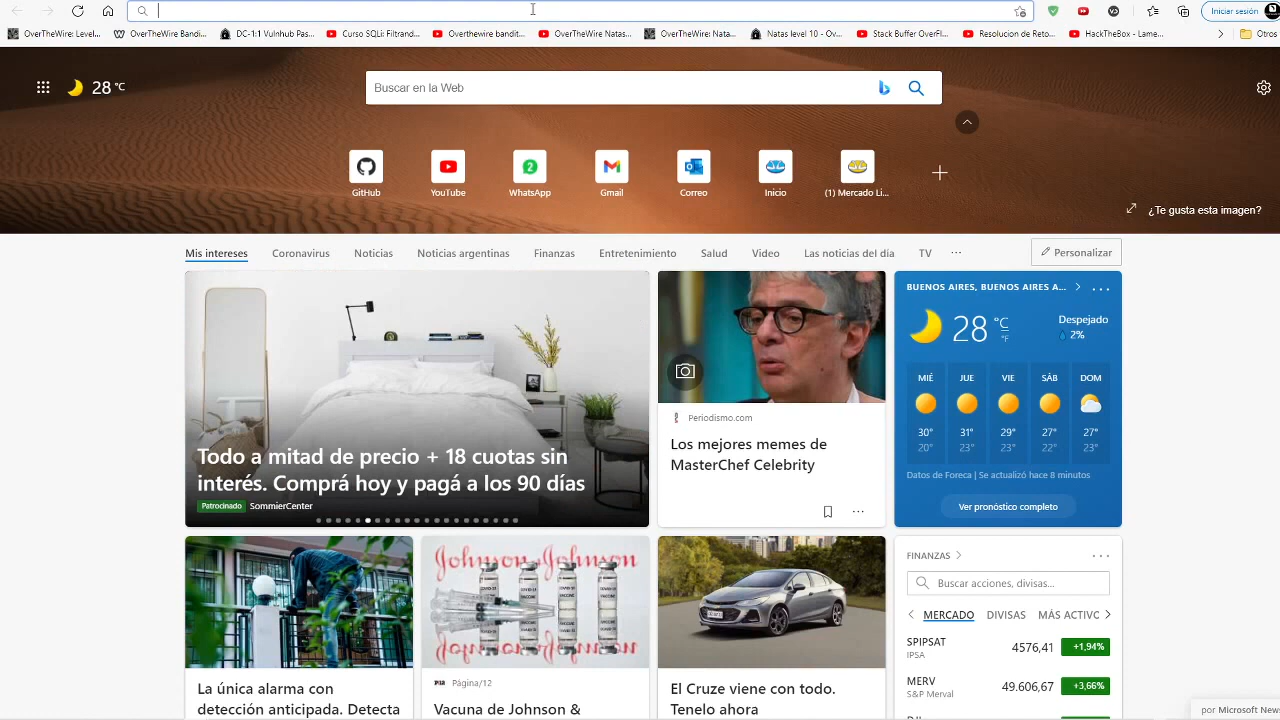 Iniciar sesión
OverTheWire: Level...
OverTheWire Bandi...
DC-1:1 Vulnhub Pas...
Curso SQLi: Filtrand...
Overthewire bandit...
OverTheWire Natas...
OverTheWire: Nata...
Natas level 10 - Ov...
Stack Buffer OverFl...
Resolucion de Reto...
HackTheBox - Lame...
Otros
28 °C
Buscar en la Web
GitHub
YouTube
2
WhatsApp
Gmail
Correo
Inicio
(1) Mercado Li...
¿Te gusta esta imagen?
Mis intereses
Coronavirus
Noticias
Noticias argentinas
Finanzas
Entretenimiento
Salud
Video
Las noticias del día
TV
...
Personalizar
Todo a mitad de precio + 18 cuotas sin
interés. Comprá hoy y pagá a los 90 días
Patrocinado SommierCenter
Periodismo.com
Los mejores memes de
MasterChef Celebrity
BUENOS AIRES, BUENOS AIRES A...
28 °C
°F
Despejado
2%
MIÉ JUE VIE SÁB DOM
30° 31° 29° 27° 27°
20° 23° 23° 22° 23°
Datos de Foreca | Se actualizó hace 8 minutos
Ver pronóstico completo
La única alarma con
detección anticipada. Detecta
Johnson&Johnson
COVID-19
VACCINE
Johnson&Johnson
Página/12
Vacuna de Johnson &
El Cruze viene con todo.
Tenelo ahora
FINANZAS
Buscar acciones, divisas...
MERCADO DIVISAS MÁS ACTIVO
SPIPSAT 4576,41 +1,94%
IPSA
MERV 49.606,67 +3,66%
S&P Merval
por Microsoft News